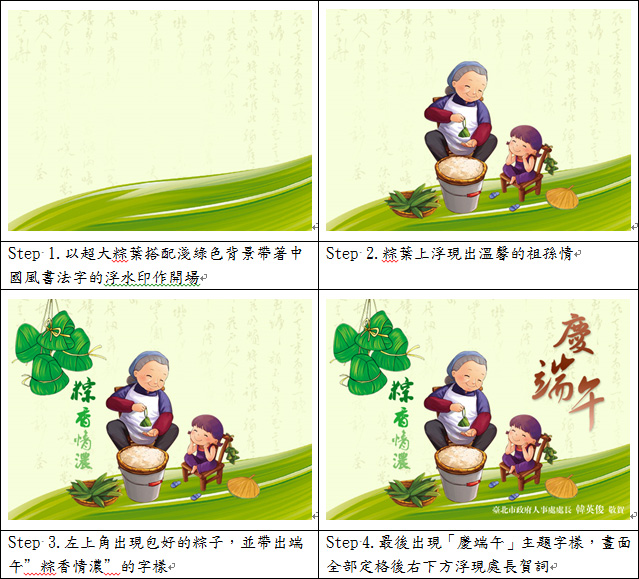 Step 1.以超大粽葉搭配淺綠色背景帶著中
國風書法字的浮水印作開場
Step 2.粽葉上浮現出溫馨的祖孫情
粽香情濃
Step 3.左上角出現包好的粽子，並帶出端
午”粽香情濃”的字樣
慶端午
粽香情濃
臺北市政府人事處處長 韓英俊 敬賀
Step 4.最後出現「慶端午」主題字樣，畫面
全部定格後右下方浮現處長賀詞